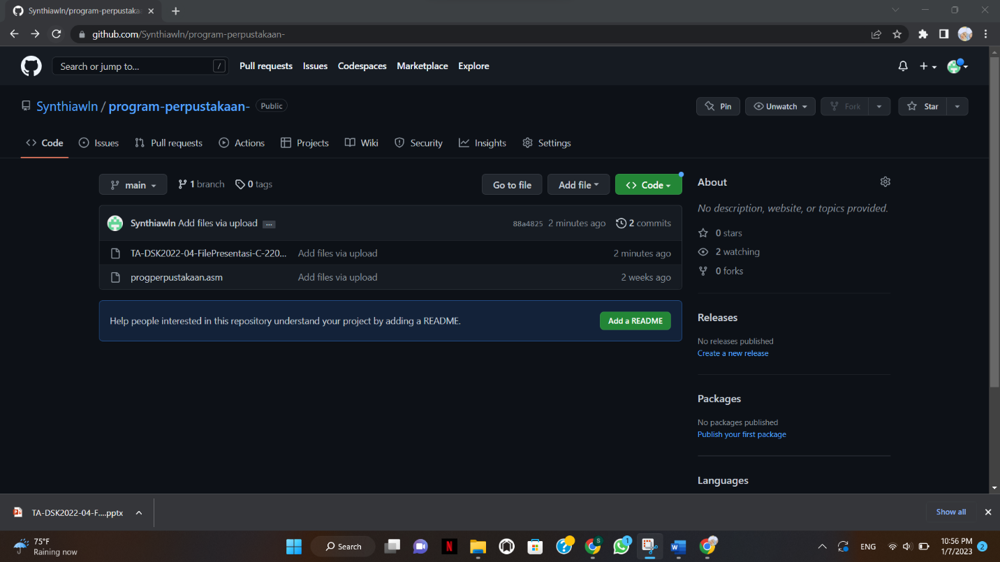 Synthiawln/program-perpustaka
github.com/Synthiawln/program-perpustakaan-
Search or jump to... /
Pull requests Issues Codespaces Marketplace Explore
Synthiawln / program-perpustakaan- Public
Pin Unwatch Fork Star
Code Issues Pull requests Actions Projects Wiki Security Insights Settings
main 1 branch 0 tags Go to file Add file Code
Synthiawln Add files via upload ... 88a4825 2 minutes ago 2 commits
TA-DSK2022-04-FilePresentasi-C-220... Add files via upload 2 minutes ago
progperpustakaan.asm Add files via upload 2 weeks ago
Help people interested in this repository understand your project by adding a README. Add a README
About
No description, website, or topics provided.
0 stars
2 watching
0 forks
Releases
No releases published
Create a new release
Packages
No packages published
Publish your first package
Languages
TA-DSK2022-04-F....pptx Show all
75°F
Raining now
Search
S
1
ENG
10:56 PM
1/7/2023
2